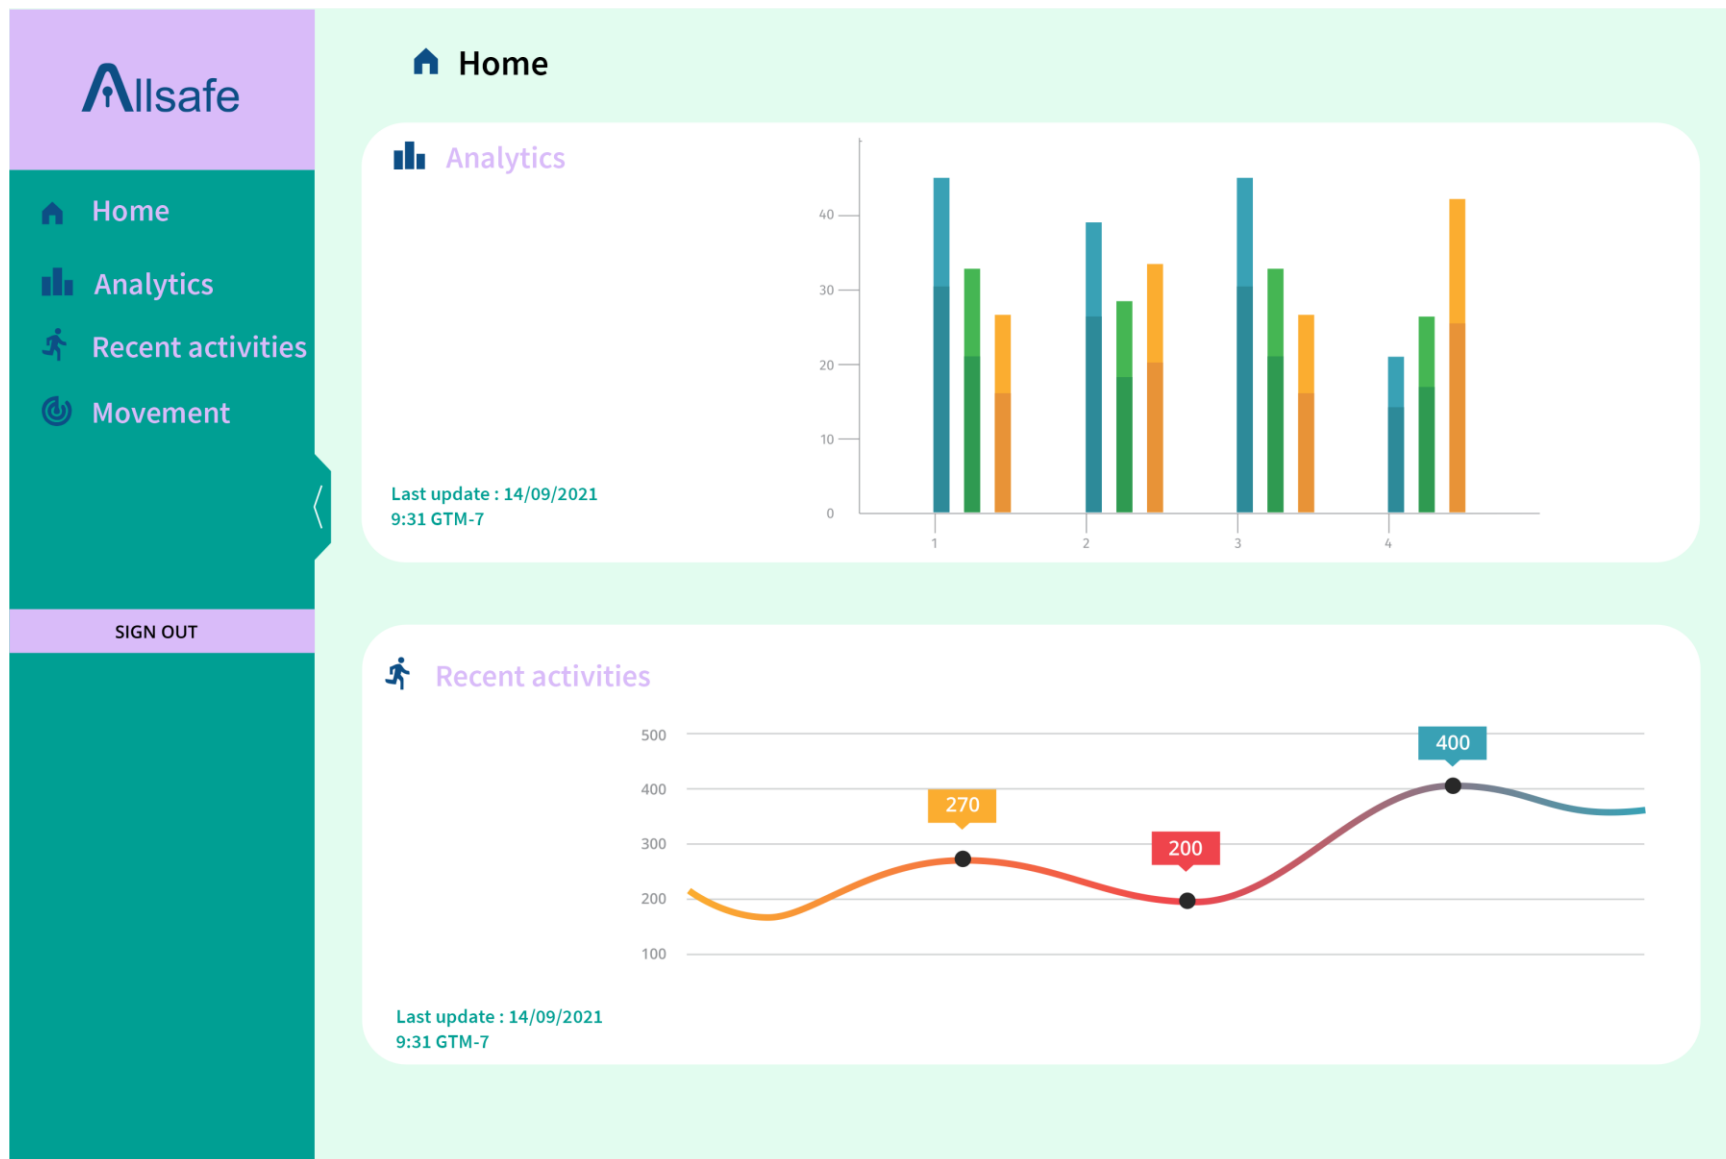 Allsafe
Home
Analytics
Recent activities
Movement
SIGN OUT
Home
Analytics
40
30
20
10
0
1 2 3 4
Last update : 14/09/2021
9:31 GTM-7
Recent activities
500
400
300
200
100
270
200
400
Last update : 14/09/2021
9:31 GTM-7